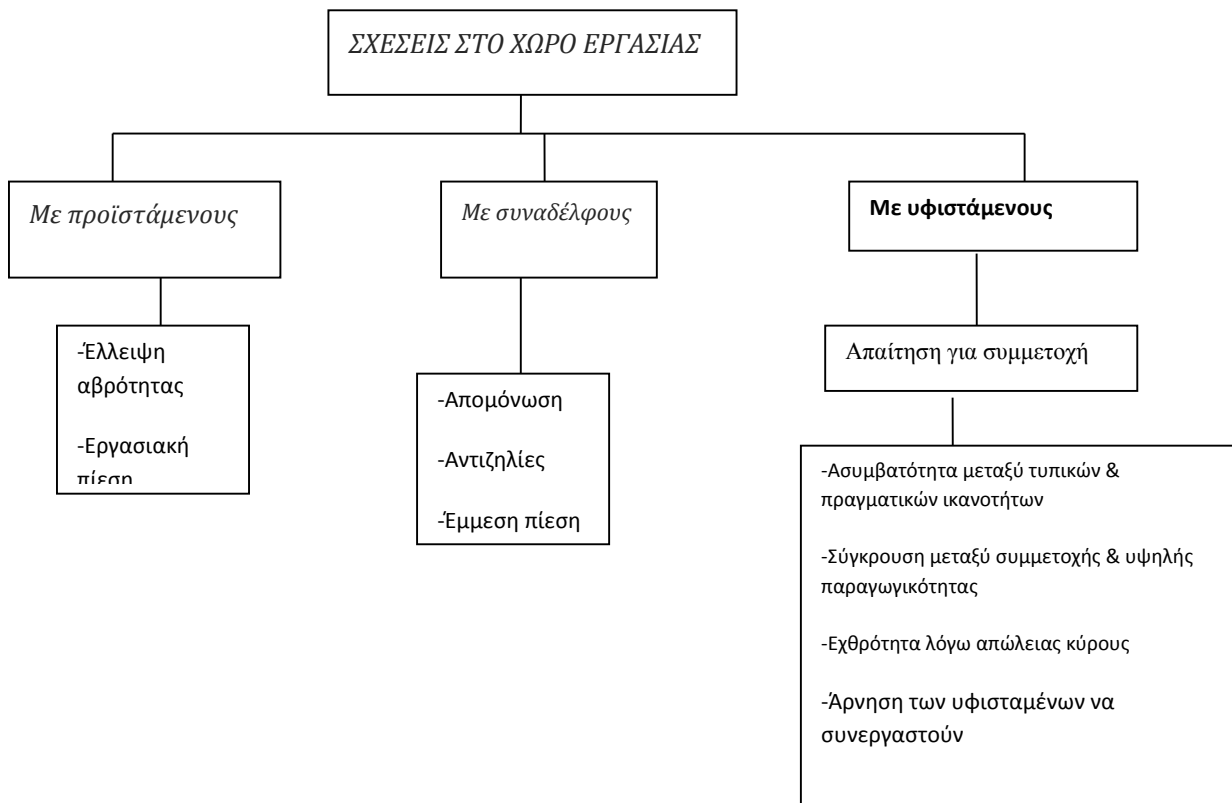 ΣΧΕΣΕΙΣ ΣΤΟ ΧΩΡΟ ΕΡΓΑΣΙΑΣ
Με προϊστάμενους
Με συναδέλφους
Με υφιστάμενους
-Έλλειψη
αβρότητας
-Εργασιακή
πίεση
-Απομόνωση
-Αντιζηλίες
-Έμμεση πίεση
Απαίτηση για συμμετοχή
-Ασυμβατότητα μεταξύ τυπικών &
πραγματικών ικανοτήτων
-Σύγκρουση μεταξύ συμμετοχής & υψηλής
παραγωγικότητας
-Εχθρότητα λόγω απώλειας κύρους
-Άρνηση των υφισταμένων να
συνεργαστούν